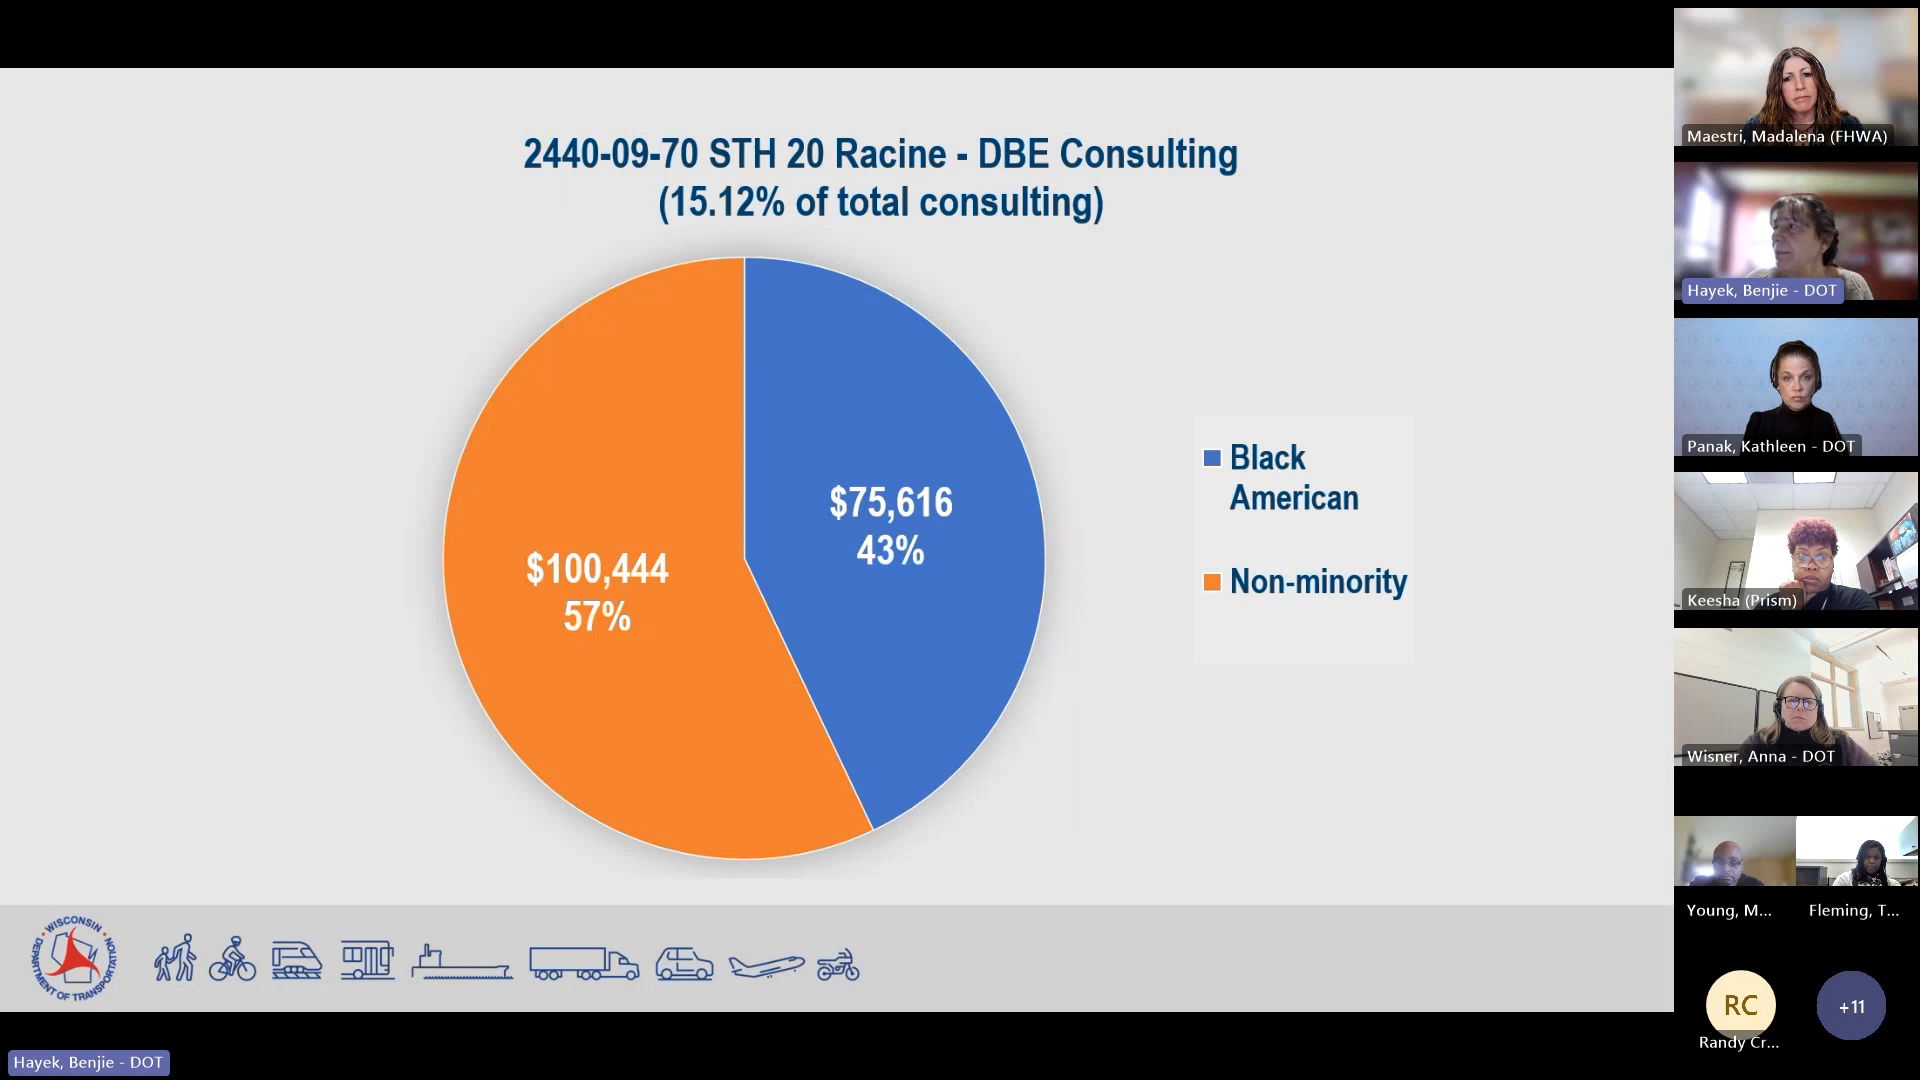 2440-09-70 STH 20 Racine - DBE Consulting
(15.12% of total consulting)
$75,616
43%
$100,444
57%
Black
American
Non-minority
WISCONSIN
DEPARTMENT OF TRANSPORTATION
Hayek, Benjie - DOT
Maestri, Madalena (FHWA)
Hayek, Benjie - DOT
Panak, Kathleen - DOT
Keesha (Prism)
Wisner, Anna - DOT
Young, M...
Fleming, T...
RC
+11
Randy Cr...